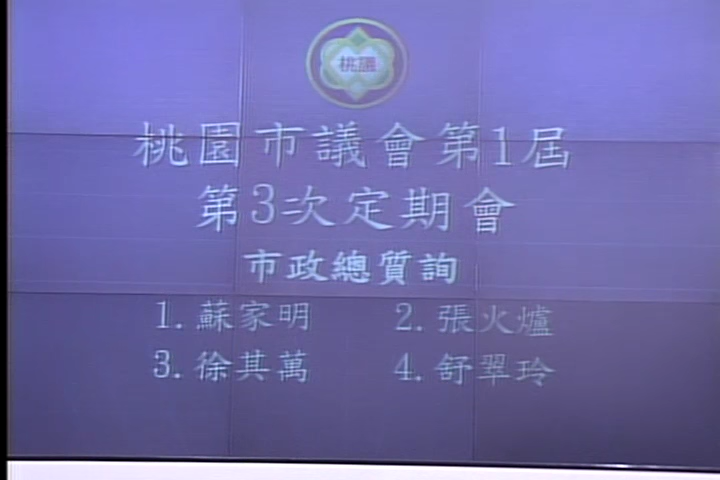 桃議
桃園市議會第1屆
第3次定期會
市政總質詢
1.蘇家明 2.張火爐
3.徐其萬 4.舒翠玲